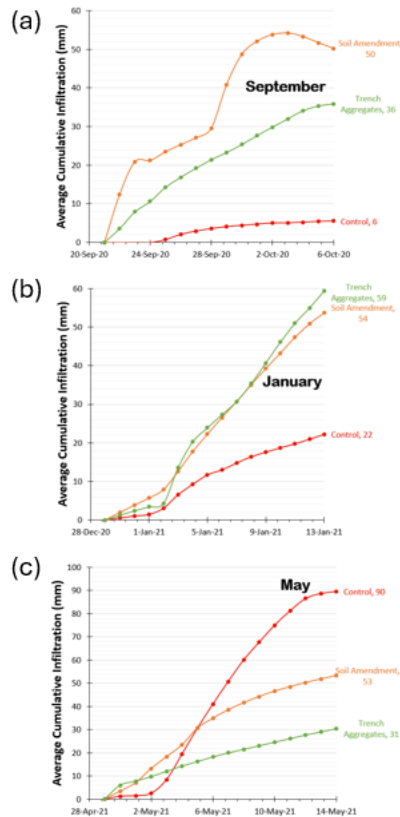 (a)
Average Cumulative Infiltration (mm)
60
50
40
30
20
10
0
September
Soil Amendment
50
Trench
Aggregates, 36
Control, 6
20-Sep-20
24-Sep-20
28-Sep-20
2-Oct-20
6-Oct-20
(b)
Average Cumulative Infiltration (mm)
60
50
40
30
20
10
0
January
Trench
Aggregates, 59
Soil Amendment,
54
Control, 22
28-Dec-20
1-Jan-21
5-Jan-21
9-Jan-21
13-Jan-21
(c)
Average Cumulative Infiltration (mm)
100
90
80
70
60
50
40
30
20
10
0
May
Control, 90
Soil Amendment,
53
Trench
Aggregates, 31
28-Apr-21
2-May-21
6-May-21
10-May-21
14-May-21